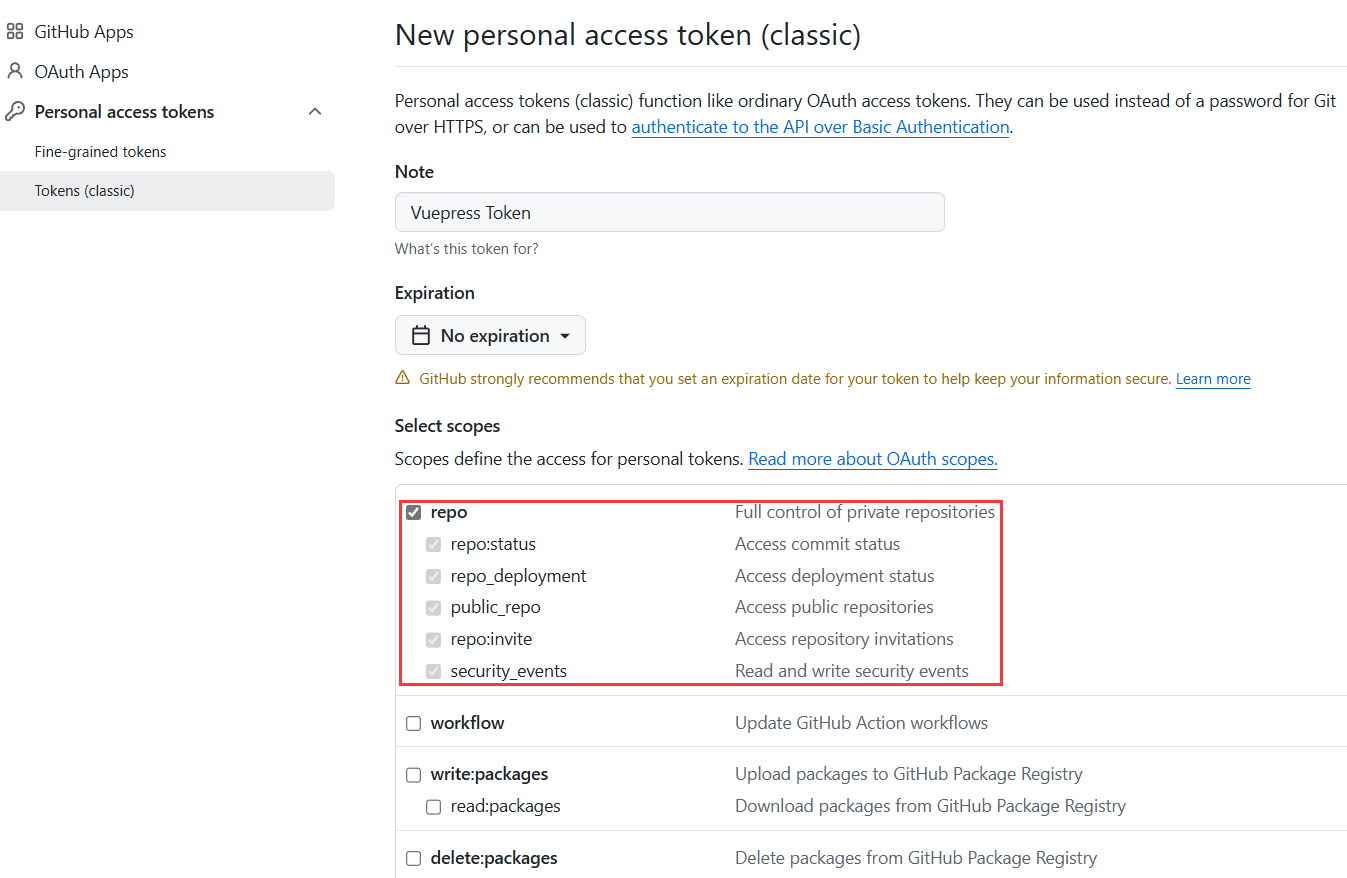 GitHub Apps
OAuth Apps
Personal access tokens
Fine-grained tokens
Tokens (classic)
New personal access token (classic)
Personal access tokens (classic) function like ordinary OAuth access tokens. They can be used instead of a password for Git
over HTTPS, or can be used to authenticate to the API over Basic Authentication.
Note
Vuepress Token
What's this token for?
Expiration
No expiration
GitHub strongly recommends that you set an expiration date for your token to help keep your information secure. Learn more
Select scopes
Scopes define the access for personal tokens. Read more about OAuth scopes.
repo Full control of private repositories
repo:status Access commit status
repo_deployment Access deployment status
public_repo Access public repositories
repo:invite Access repository invitations
security_events Read and write security events
workflow Update GitHub Action workflows
write:packages Upload packages to GitHub Package Registry
read:packages Download packages from GitHub Package Registry
delete:packages Delete packages from GitHub Package Registry